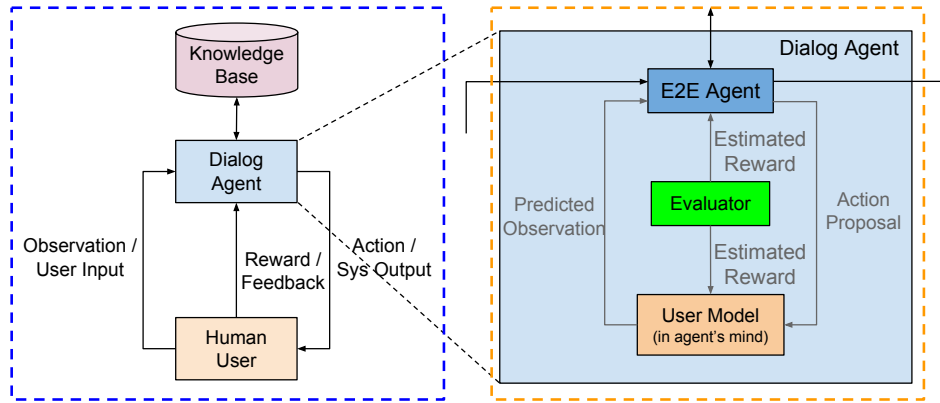 Knowledge
Base
Dialog
Agent
Observation /
User Input
Reward /
Feedback
Action /
Sys Output
Human
User
Dialog Agent
E2E Agent
Estimated
Reward
Evaluator
Predicted
Observation
Action
Proposal
Estimated
Reward
User Model
(in agent's mind)